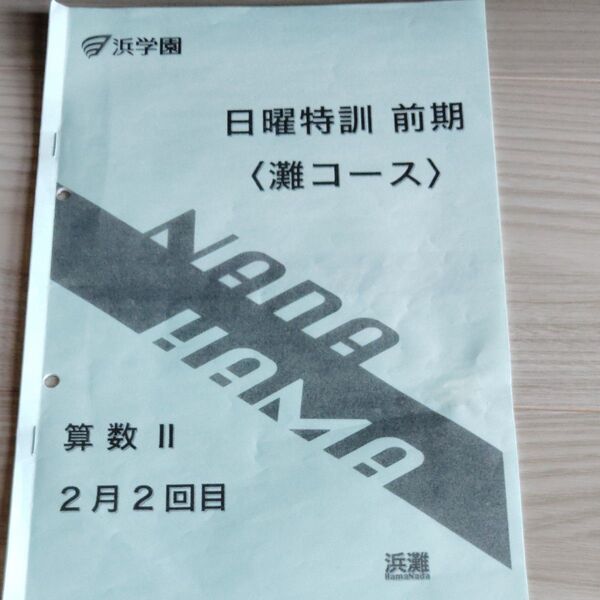 浜学園
日曜特訓 前期
〈灘コース〉
NADA
HAMA
算数 II
2月2回目
浜灘
HamaNada